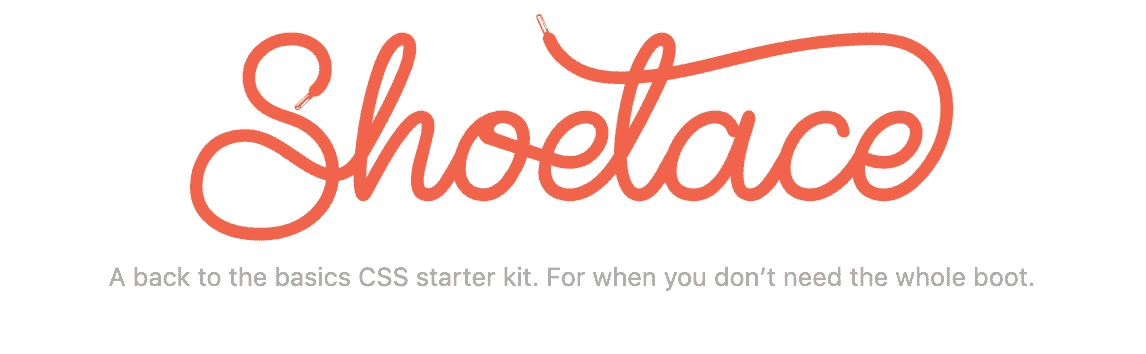 Shoelace
A back to the basics CSS starter kit. For when you don’t need the whole boot.